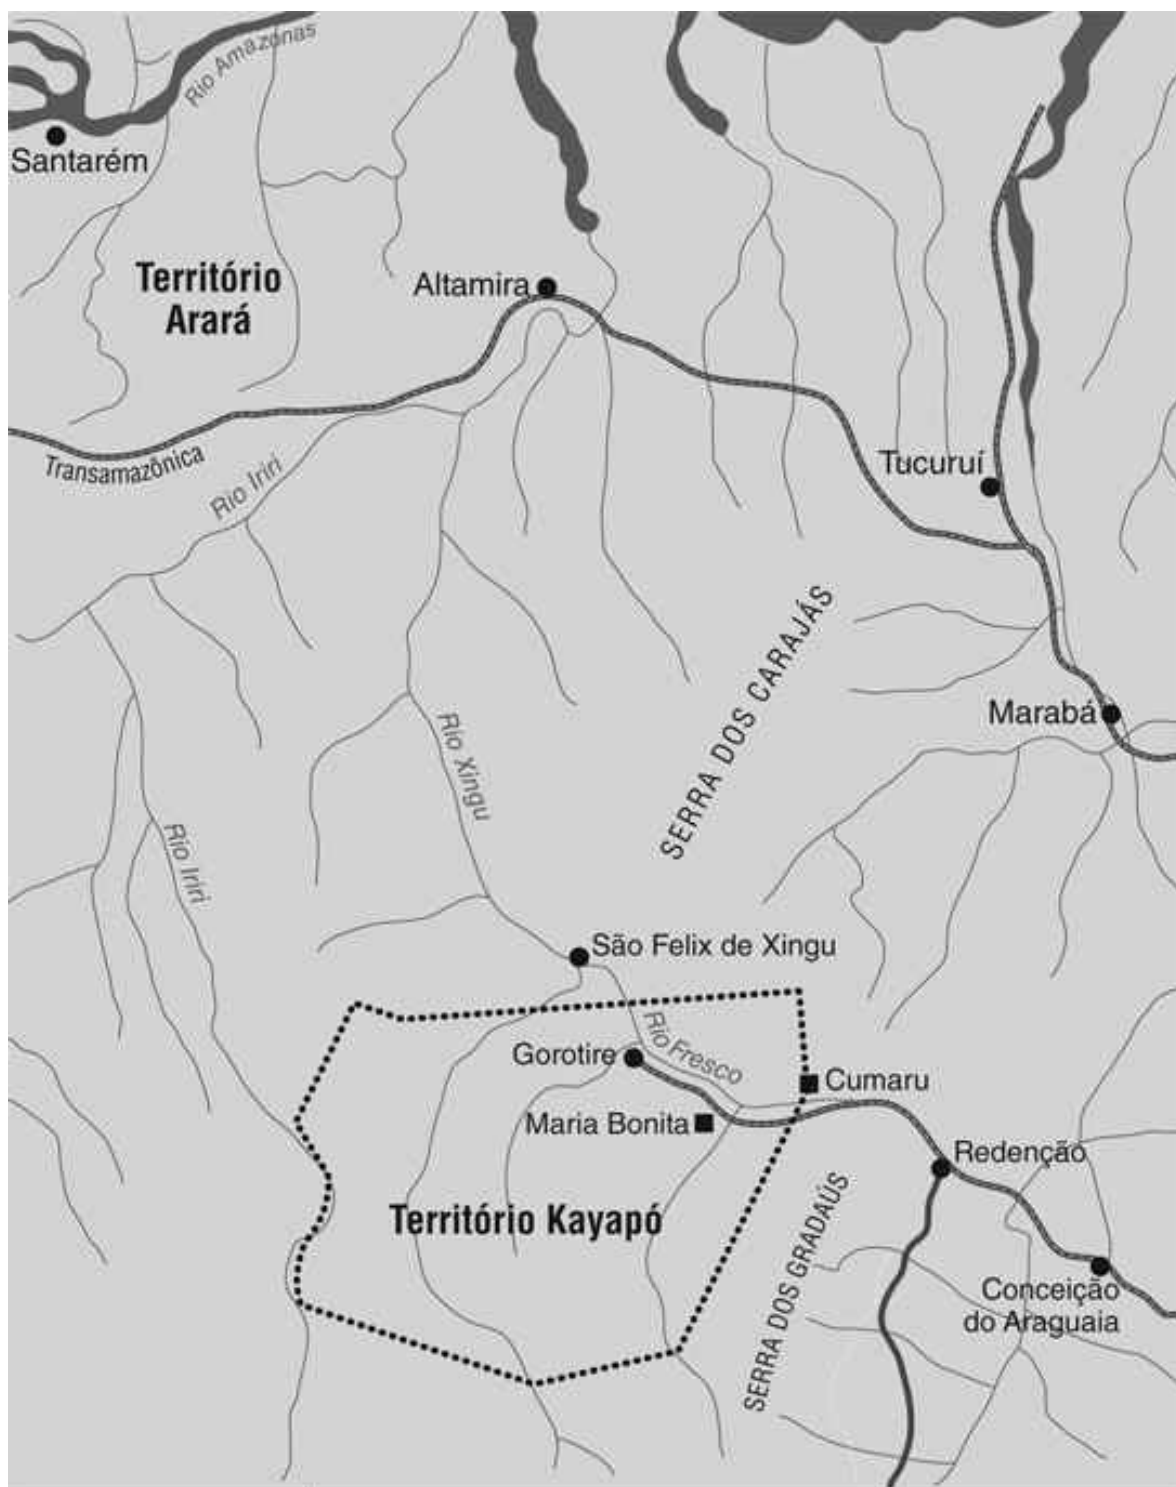 Rio Amazonas
Santarém
Território
Arará
Altamira
Transamazônica
Rio Iriri
Tucuruí
SERRA DOS CARAJÁS
Marabá
Rio Xingu
Rio Iriri
São Felix de Xingu
Rio Fresco
Gorotire
Cumaru
Maria Bonita
Redenção
Território Kayapó
SERRA DOS GRADAÚS
Conceição
do Araguaia